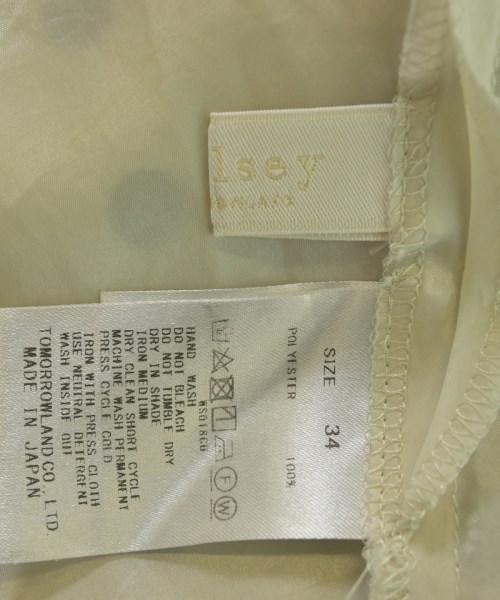 lsey
SIZE 34
POLYESTER 100%
WS018GD
HAND WASH
DO NOT BLEACH
DO NOT TUMBLE DRY
DRY IN SHADE
IRON MEDIUM
DRY CLEAN SHORT CYCLE
MACHINE WASH PERMANENT
PRESS CYCLE COLD
IRON WITH PRESS CLOTH
USE NEUTRAL DETERGENT
WASH INSIDE OUT
TOMORROWLAND CO., LTD.
MADE IN JAPAN